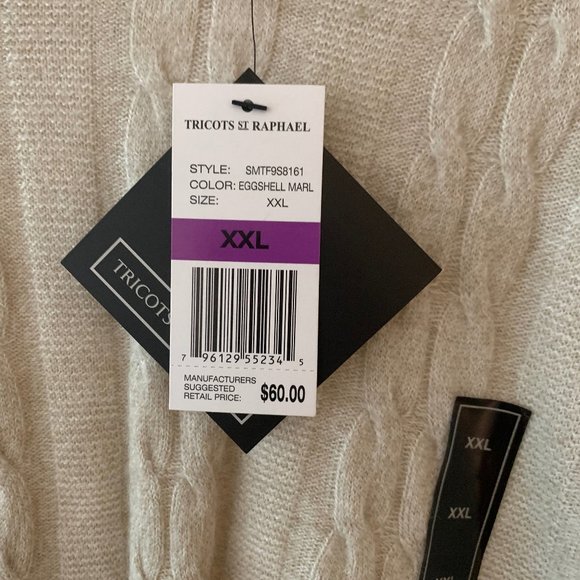 TRICOTS ST RAPHAEL
STYLE: SMTF9S8161
COLOR: EGGSHELL MARL
SIZE: XXL
XXL
7 96129 55234 5
MANUFACTURERS
SUGGESTED
RETAIL PRICE: $60.00
TRICOTS
XXL
XXL
XXL